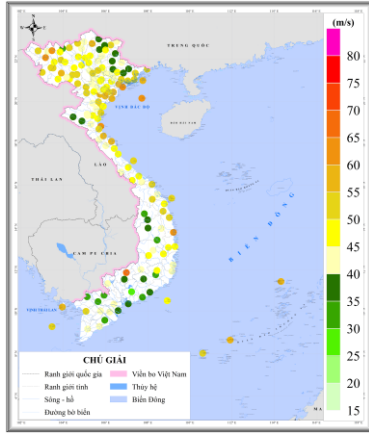 (m/s)
TRUNG QUỐC
80
75
70
VỊNH BẮC BỘ
65
LÀO
60
THÁI LAN
55
50
BIỂN ĐÔNG
45
CAM PU CHIA
40
35
30
VỊNH THÁI LAN
25
20
15
CHÚ GIẢI
Ranh giới quốc gia
Viền bo Việt Nam
Ranh giới tỉnh
Thủy hệ
Sông - hồ
Biển Đông
Đường bờ biển